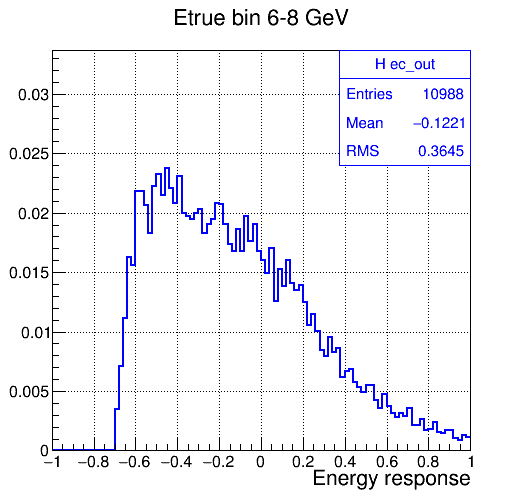 Etrue bin 6-8 GeV
H ec_out
Entries 10988
Mean −0.1221
RMS 0.3645
0.03
0.025
0.02
0.015
0.01
0.005
0
−1 −0.8 −0.6 −0.4 −0.2 0 0.2 0.4 0.6 0.8 1
Energy response